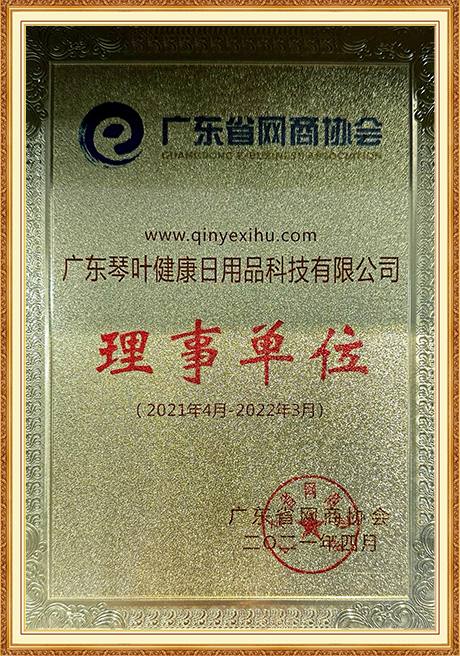 广东省网商协会
GUANGDONG E-BUSINESS ASSOCIATION
www.qinyexihu.com
广东琴叶健康日用品科技有限公司
理事单位
（2021年4月-2022年3月）
广东省网商协会
二〇二一年四月